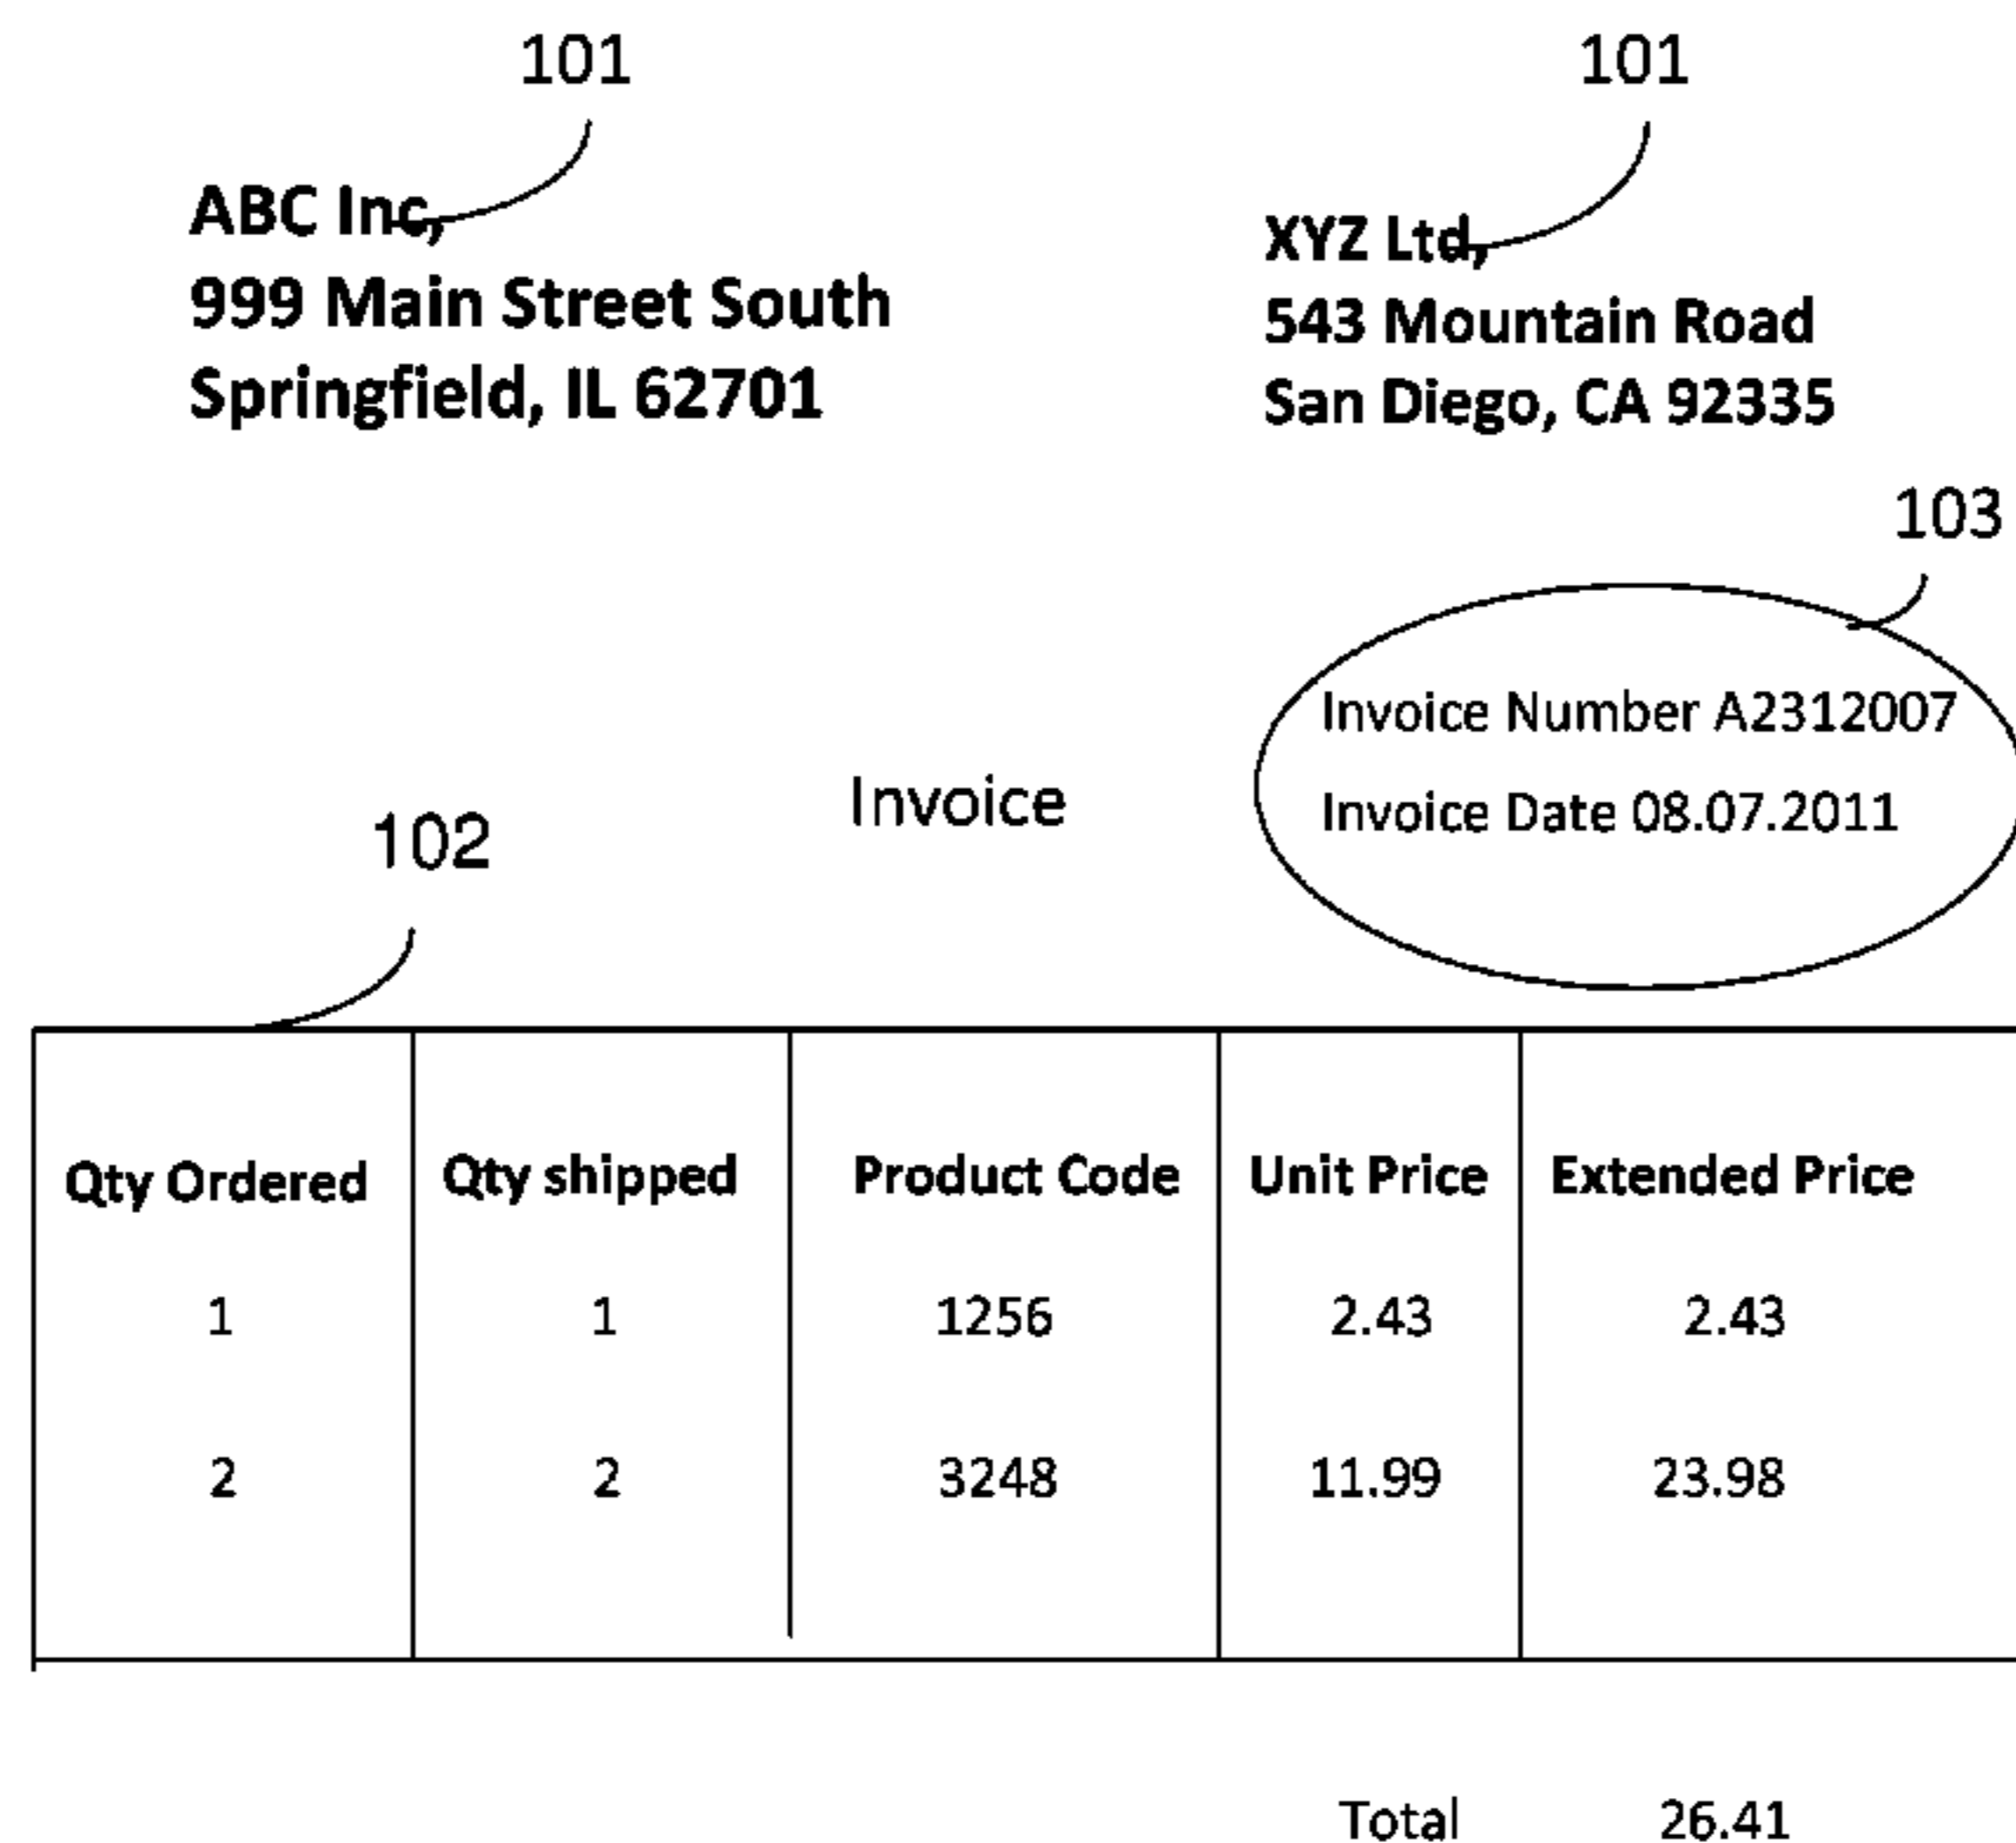 101
101
ABC Inc,
999 Main Street South
Springfield, IL 62701
XYZ Ltd,
543 Mountain Road
San Diego, CA 92335
103
Invoice Number A2312007
Invoice Date 08.07.2011
Invoice
102
Qty Ordered Qty shipped Product Code Unit Price Extended Price
1 1 1256 2.43 2.43
2 2 3248 11.99 23.98
Total 26.41